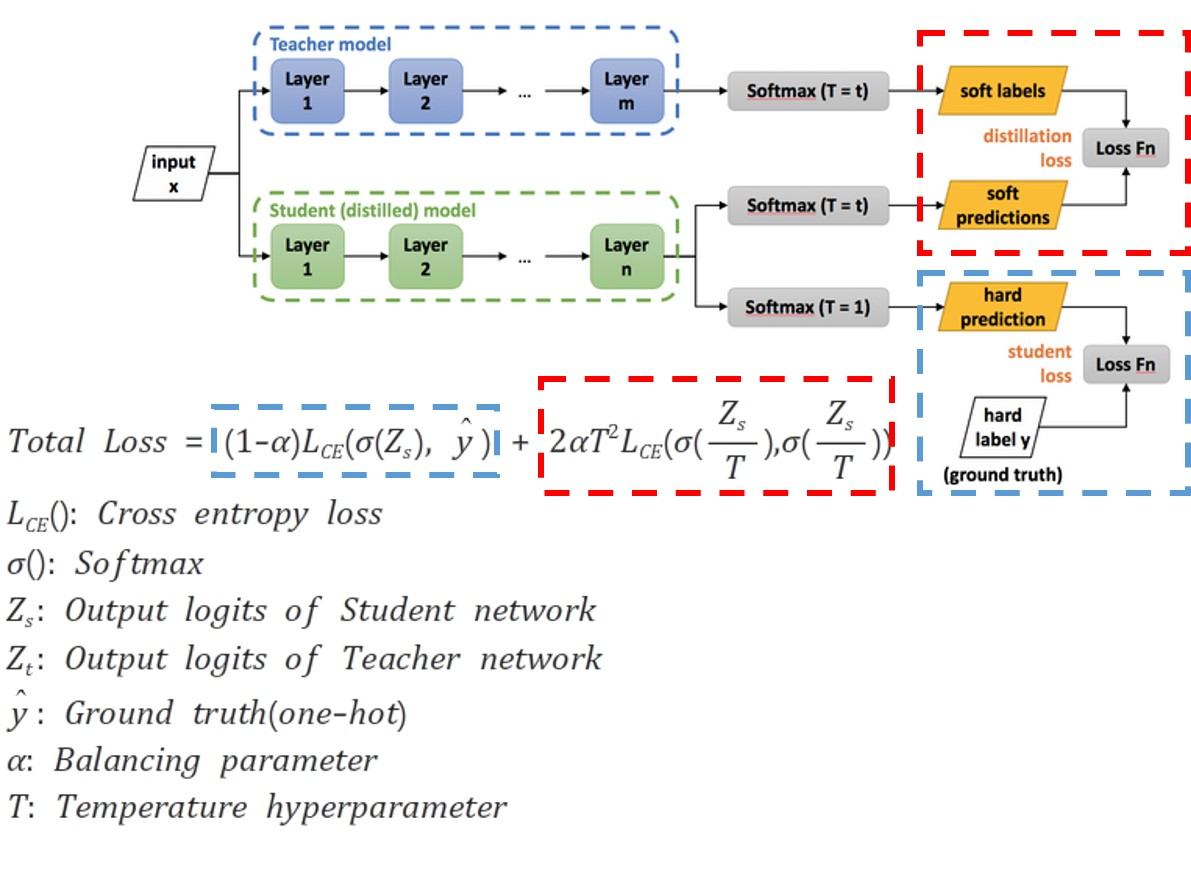 Teacher model
Layer 1
Layer 2
...
Layer m
Softmax (T = t)
soft labels
distillation loss
Loss Fn
input x
Student (distilled) model
Layer 1
Layer 2
...
Layer n
Softmax (T = t)
soft predictions
Softmax (T = 1)
hard prediction
student loss
Loss Fn
hard label y
(ground truth)
Total Loss = (1–α)L_CE(σ(Z_s), ŷ) + 2αT²L_CE(σ(Z_s/T),σ(Z_s/T))
L_CE(): Cross entropy loss
σ(): Softmax
Z_s: Output logits of Student network
Z_t: Output logits of Teacher network
ŷ: Ground truth(one–hot)
α: Balancing parameter
T: Temperature hyperparameter